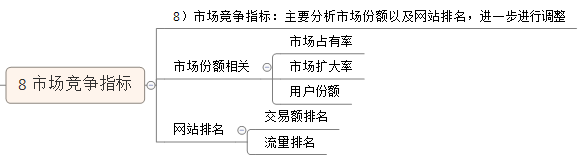 8）市场竞争指标：主要分析市场份额以及网站排名，进一步进行调整
8 市场竞争指标
市场份额相关
市场占有率
市场扩大率
用户份额
网站排名
交易额排名
流量排名